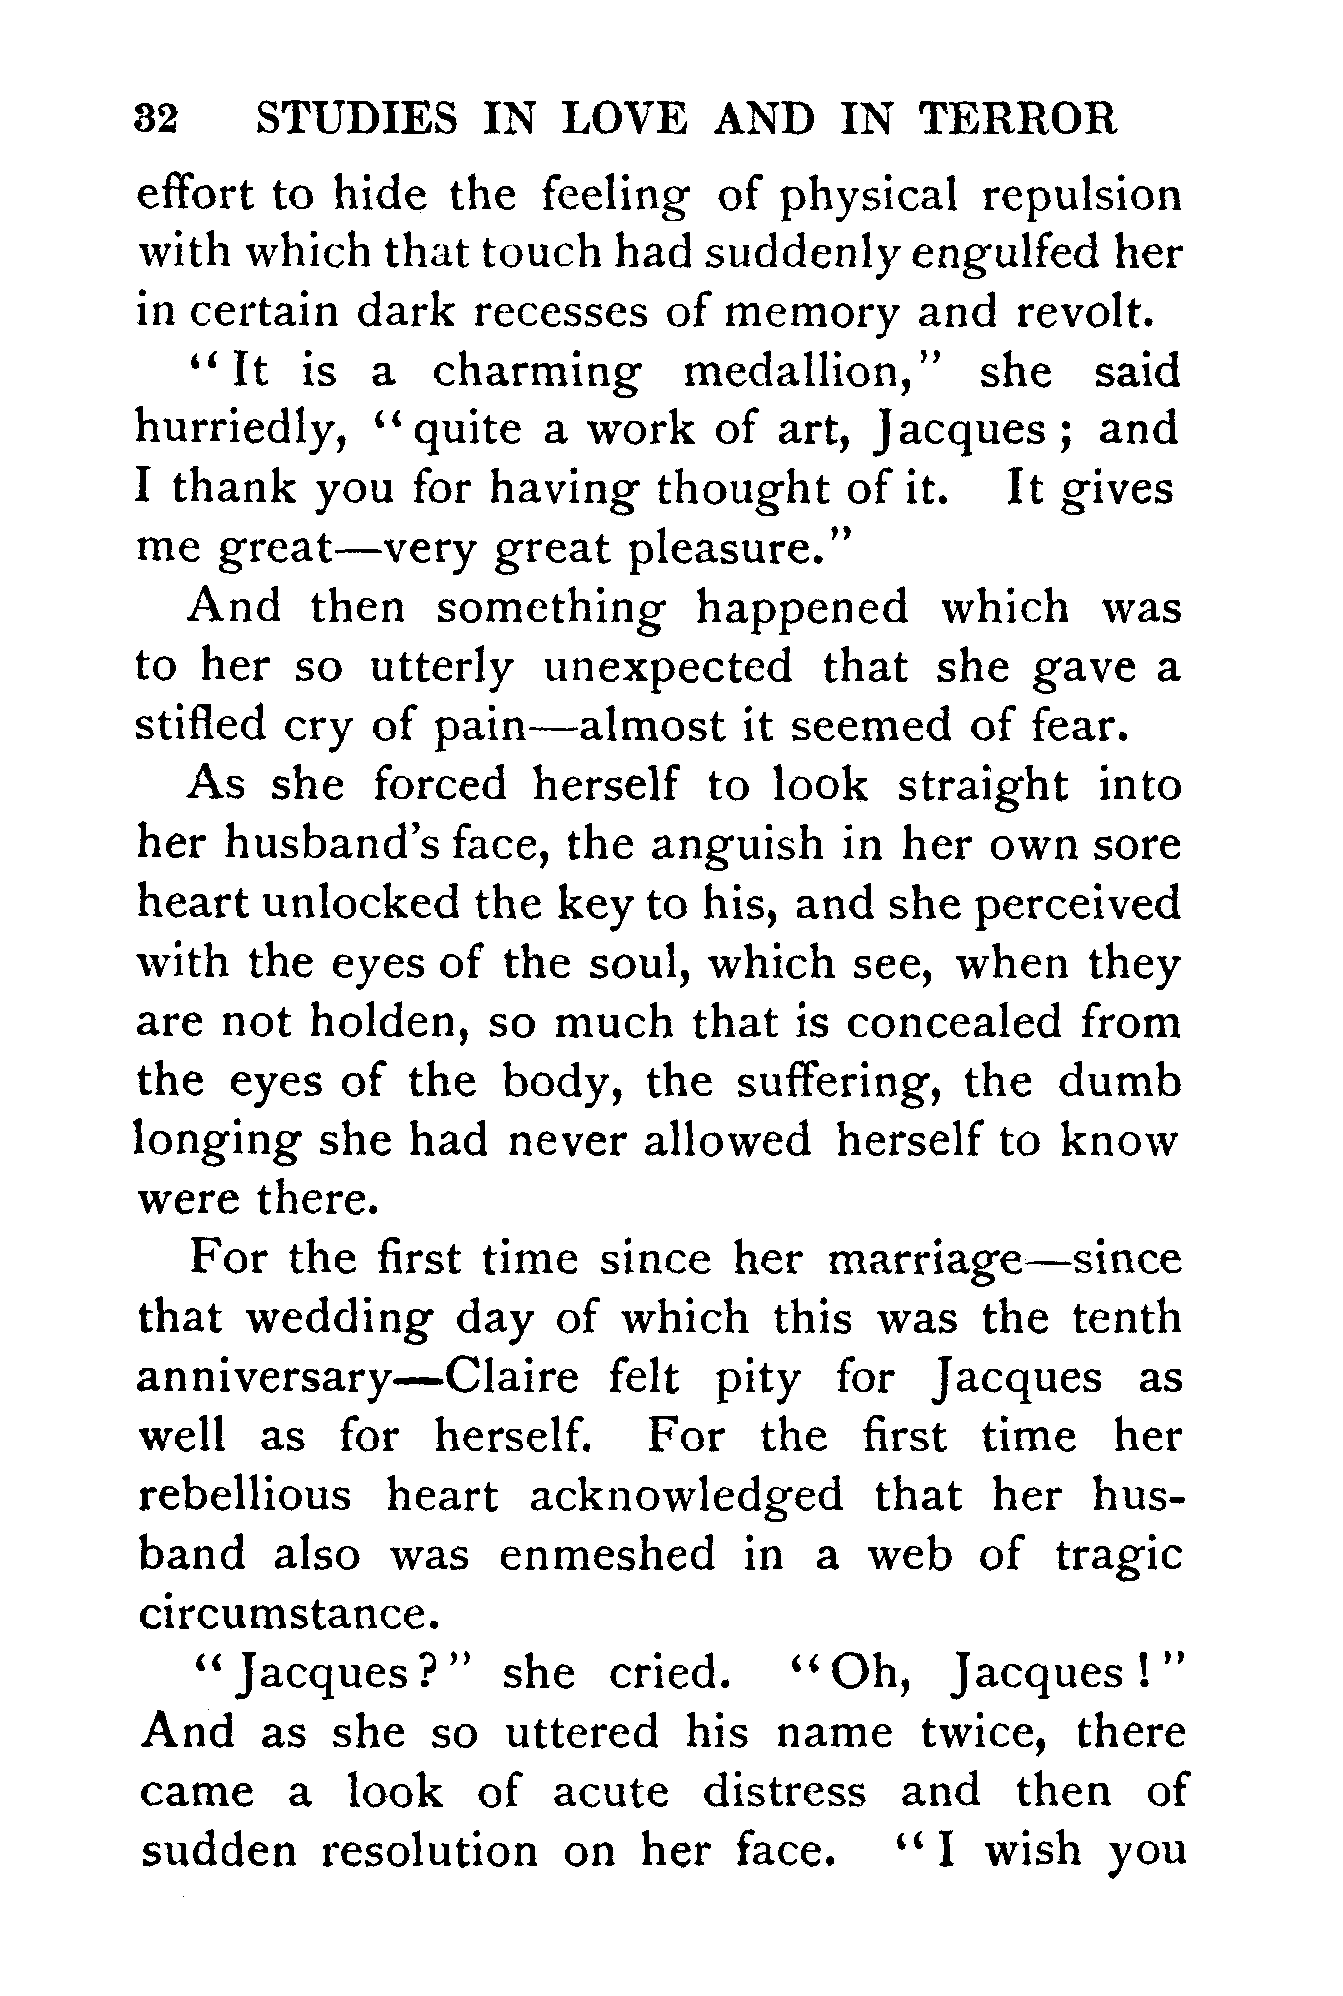 32 STUDIES IN LOVE AND IN TERROR
effort to hide the feeling of physical repulsion
with which that touch had suddenly engulfed her
in certain dark recesses of memory and revolt.
“It is a charming medallion,” she said
hurriedly, “quite a work of art, Jacques; and
I thank you for having thought of it. It gives
me great—very great pleasure.”
And then something happened which was
to her so utterly unexpected that she gave a
stifled cry of pain—almost it seemed of fear.
As she forced herself to look straight into
her husband’s face, the anguish in her own sore
heart unlocked the key to his, and she perceived
with the eyes of the soul, which see, when they
are not holden, so much that is concealed from
the eyes of the body, the suffering, the dumb
longing she had never allowed herself to know
were there.
For the first time since her marriage—since
that wedding day of which this was the tenth
anniversary—Claire felt pity for Jacques as
well as for herself. For the first time her
rebellious heart acknowledged that her hus-
band also was enmeshed in a web of tragic
circumstance.
“Jacques?” she cried. “Oh, Jacques!”
And as she so uttered his name twice, there
came a look of acute distress and then of
sudden resolution on her face. “I wish you